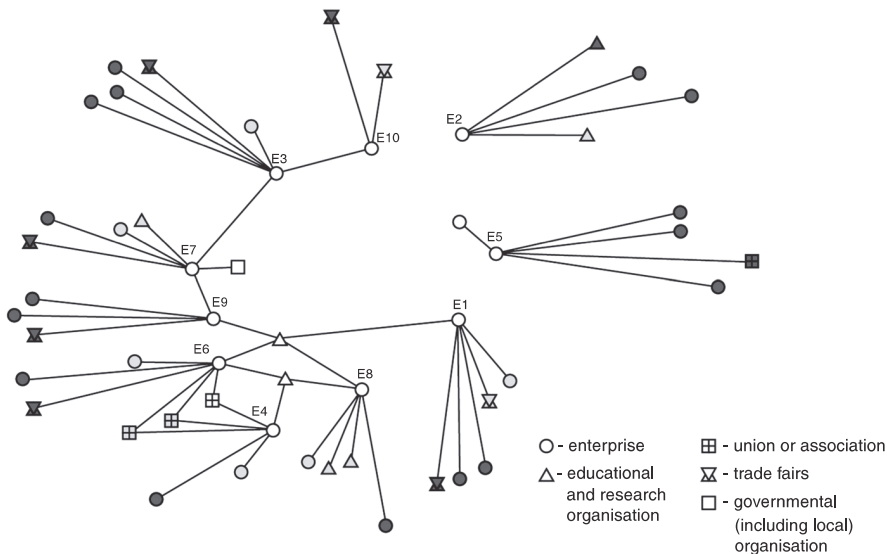 E10
E2
E3
E7
E5
E9
E1
E6
E8
E4
- enterprise
- educational
and research
organisation
- union or association
- trade fairs
- governmental
(including local)
organisation